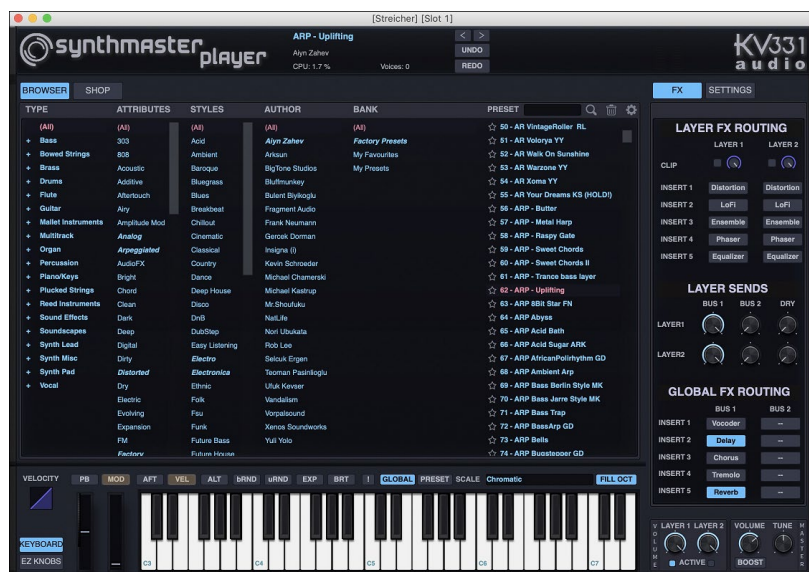 [Streicher] [Slot 1]
synthmaster player
ARP - Uplifting
Aiyn Zahev
CPU: 1.7 % Voices: 0
< >
UNDO
REDO
KV331 audio
BROWSER SHOP
FX SETTINGS
TYPE ATTRIBUTES STYLES AUTHOR BANK PRESET
(All) (All) (All) (All) (All) 50 - AR VintageRoller RL
+ Bass 303 Acid Aiyn Zahev Factory Presets 51 - AR Volorya YY
+ Bowed Strings 808 Ambient Arksun My Favourites 52 - AR Walk On Sunshine
+ Brass Acoustic Baroque BigTone Studios My Presets 53 - AR Warzone YY
+ Drums Additive Bluegrass Bluffmunkey 54 - AR Xoma YY
+ Flute Aftertouch Blues Bulent Biyikoglu 55 - AR Your Dreams KS (HOLD!)
+ Guitar Airy Breakbeat Fragment Audio 56 - ARP - Butter
+ Mallet Instruments Amplitude Mod Chillout Frank Neumann 57 - ARP - Metal Harp
+ Multitrack Analog Cinematic Gercek Dorman 58 - ARP - Raspy Gate
+ Organ Arpeggiated Classical Insigna (i) 59 - ARP - Sweet Chords
+ Percussion AudioFX Country Kevin Schroeder 60 - ARP - Sweet Chords II
+ Piano/Keys Bright Dance Michael Chamerski 61 - ARP - Trance bass layer
+ Plucked Strings Chord Deep House Michael Kastrup 62 - ARP - Uplifting
+ Reed Instruments Clean Disco Mr.Shoufuku 63 - ARP 8Bit Star FN
+ Sound Effects Dark DnB NatLife 64 - ARP Abyss
+ Soundscapes Deep DubStep Nori Ubukata 65 - ARP Acid Bath
+ Synth Lead Digital Easy Listening Rob Lee 66 - ARP Acid Sugar ARK
+ Synth Misc Dirty Electro Selcuk Ergen 67 - ARP AfricanPolirhythm GD
+ Synth Pad Distorted Electronica Teoman Pasinlioglu 68 - ARP Ambient Arp
+ Vocal Dry Ethnic Ufuk Kevser 69 - ARP Bass Berlin Style MK
Electric Folk Vandalism 70 - ARP Bass Jarre Style MK
Evolving Fsu Vorpalsound 71 - ARP Bass Trap
Expansion Funk Xenos Soundworks 72 - ARP BassArp GD
FM Future Bass Yuli Yolo 73 - ARP Bells
Factory Future House 74 - ARP Bugstepper GD
LAYER FX ROUTING
LAYER 1 LAYER 2
CLIP
INSERT 1 Distortion Distortion
INSERT 2 LoFi LoFi
INSERT 3 Ensemble Ensemble
INSERT 4 Phaser Phaser
INSERT 5 Equalizer Equalizer
LAYER SENDS
BUS 1 BUS 2 DRY
LAYER1
LAYER2
GLOBAL FX ROUTING
BUS 1 BUS 2
INSERT 1 Vocoder --
INSERT 2 Delay --
INSERT 3 Chorus --
INSERT 4 Tremolo --
INSERT 5 Reverb --
VELOCITY PB MOD AFT VEL ALT bRND uRND EXP BRT ! GLOBAL PRESET SCALE Chromatic FILL OCT
KEYBOARD
EZ KNOBS
C3 C4 C5 C6 C7
VOLUME LAYER 1 LAYER 2 VOLUME TUNE MASTER
ACTIVE BOOST